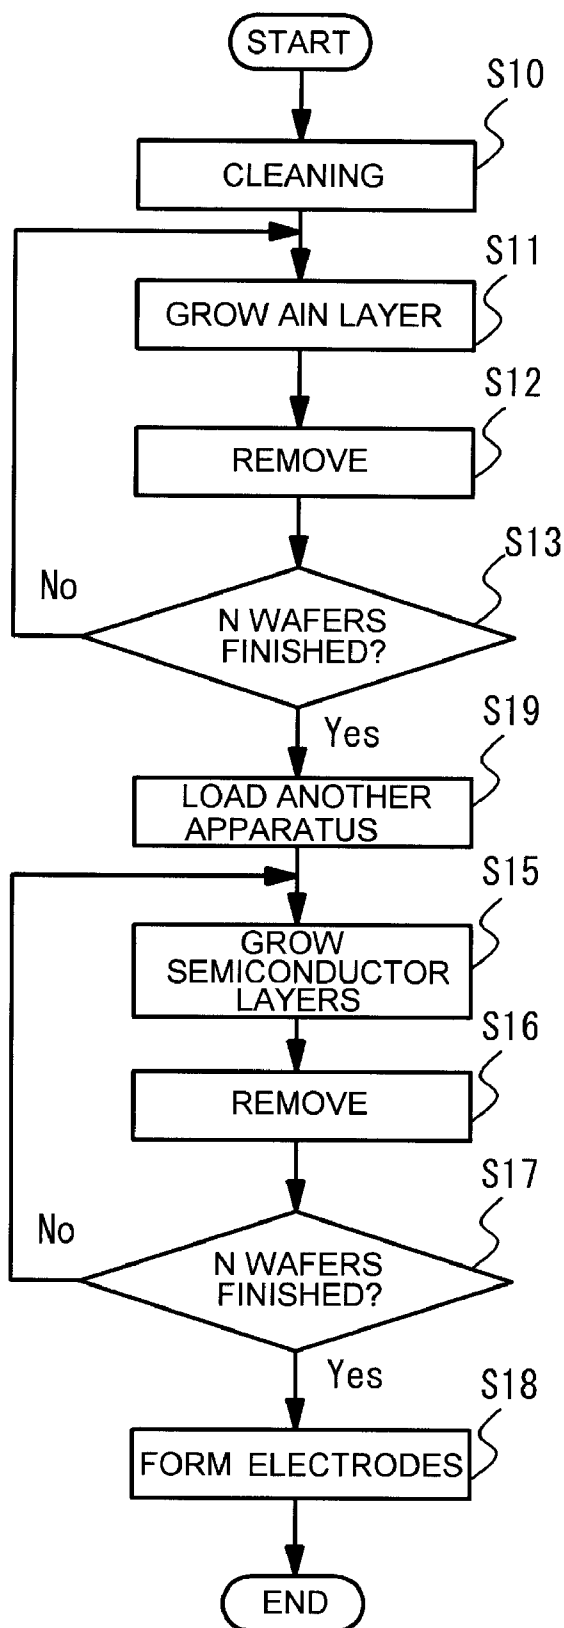 START
S10
CLEANING
S11
GROW AlN LAYER
S12
REMOVE
S13
No
N WAFERS
FINISHED?
Yes
S19
LOAD ANOTHER
APPARATUS
S15
GROW
SEMICONDUCTOR
LAYERS
S16
REMOVE
S17
No
N WAFERS
FINISHED?
Yes
S18
FORM ELECTRODES
END